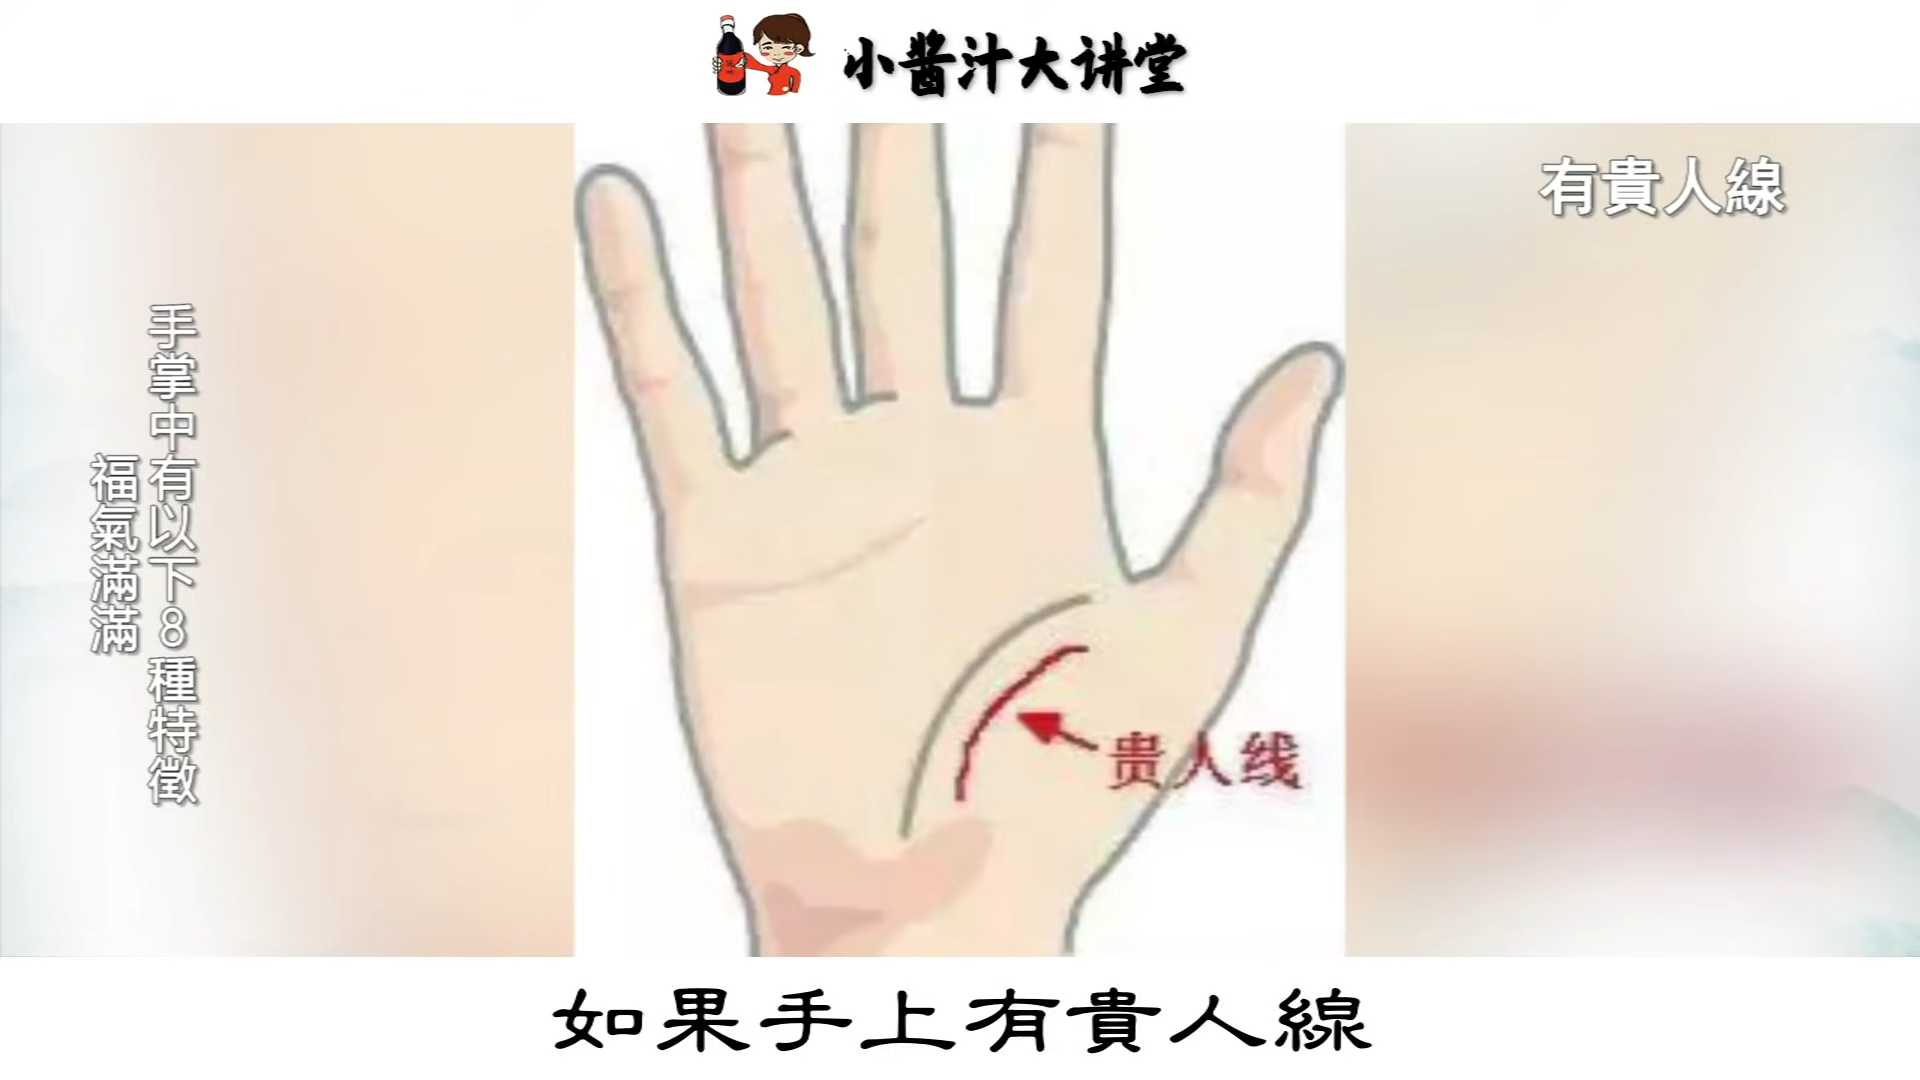 小酱汁大讲堂
有貴人線
手掌中有以下8種特徵
福氣滿滿
贵人线
如果手上有貴人線